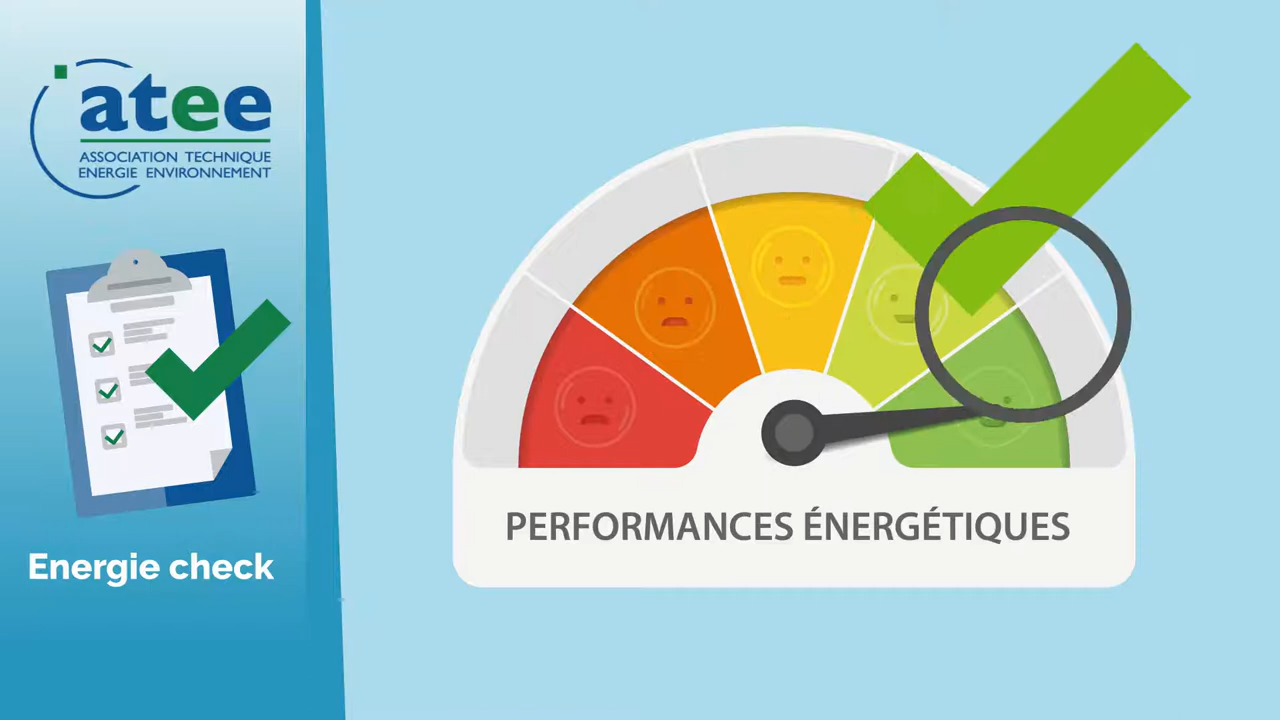 atee
ASSOCIATION TECHNIQUE
ENERGIE ENVIRONNEMENT
Energie check
PERFORMANCES ÉNERGÉTIQUES